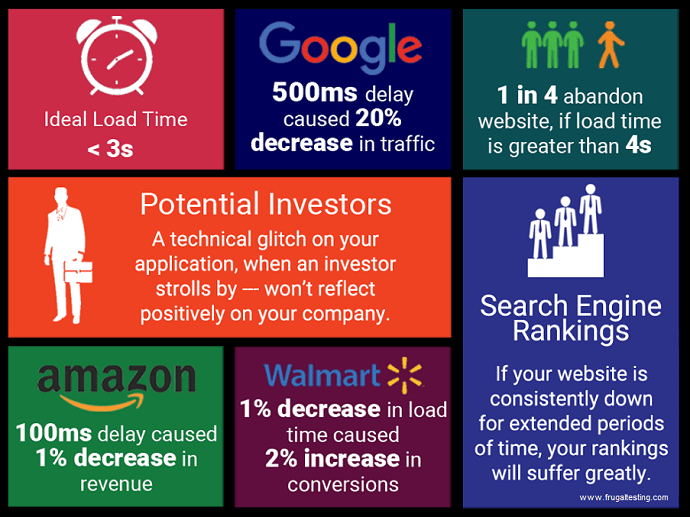 Ideal Load Time
< 3s
Google
500ms delay
caused 20%
decrease in traffic
1 in 4 abandon
website, if load time
is greater than 4s
Potential Investors
A technical glitch on your
application, when an investor
strolls by --- won't reflect
positively on your company.
Search Engine
Rankings
If your website is
consistently down
for extended periods
of time, your rankings
will suffer greatly.
amazon
100ms delay caused
1% decrease in
revenue
Walmart
1% decrease in load
time caused
2% increase in
conversions
www.frugaltesting.com